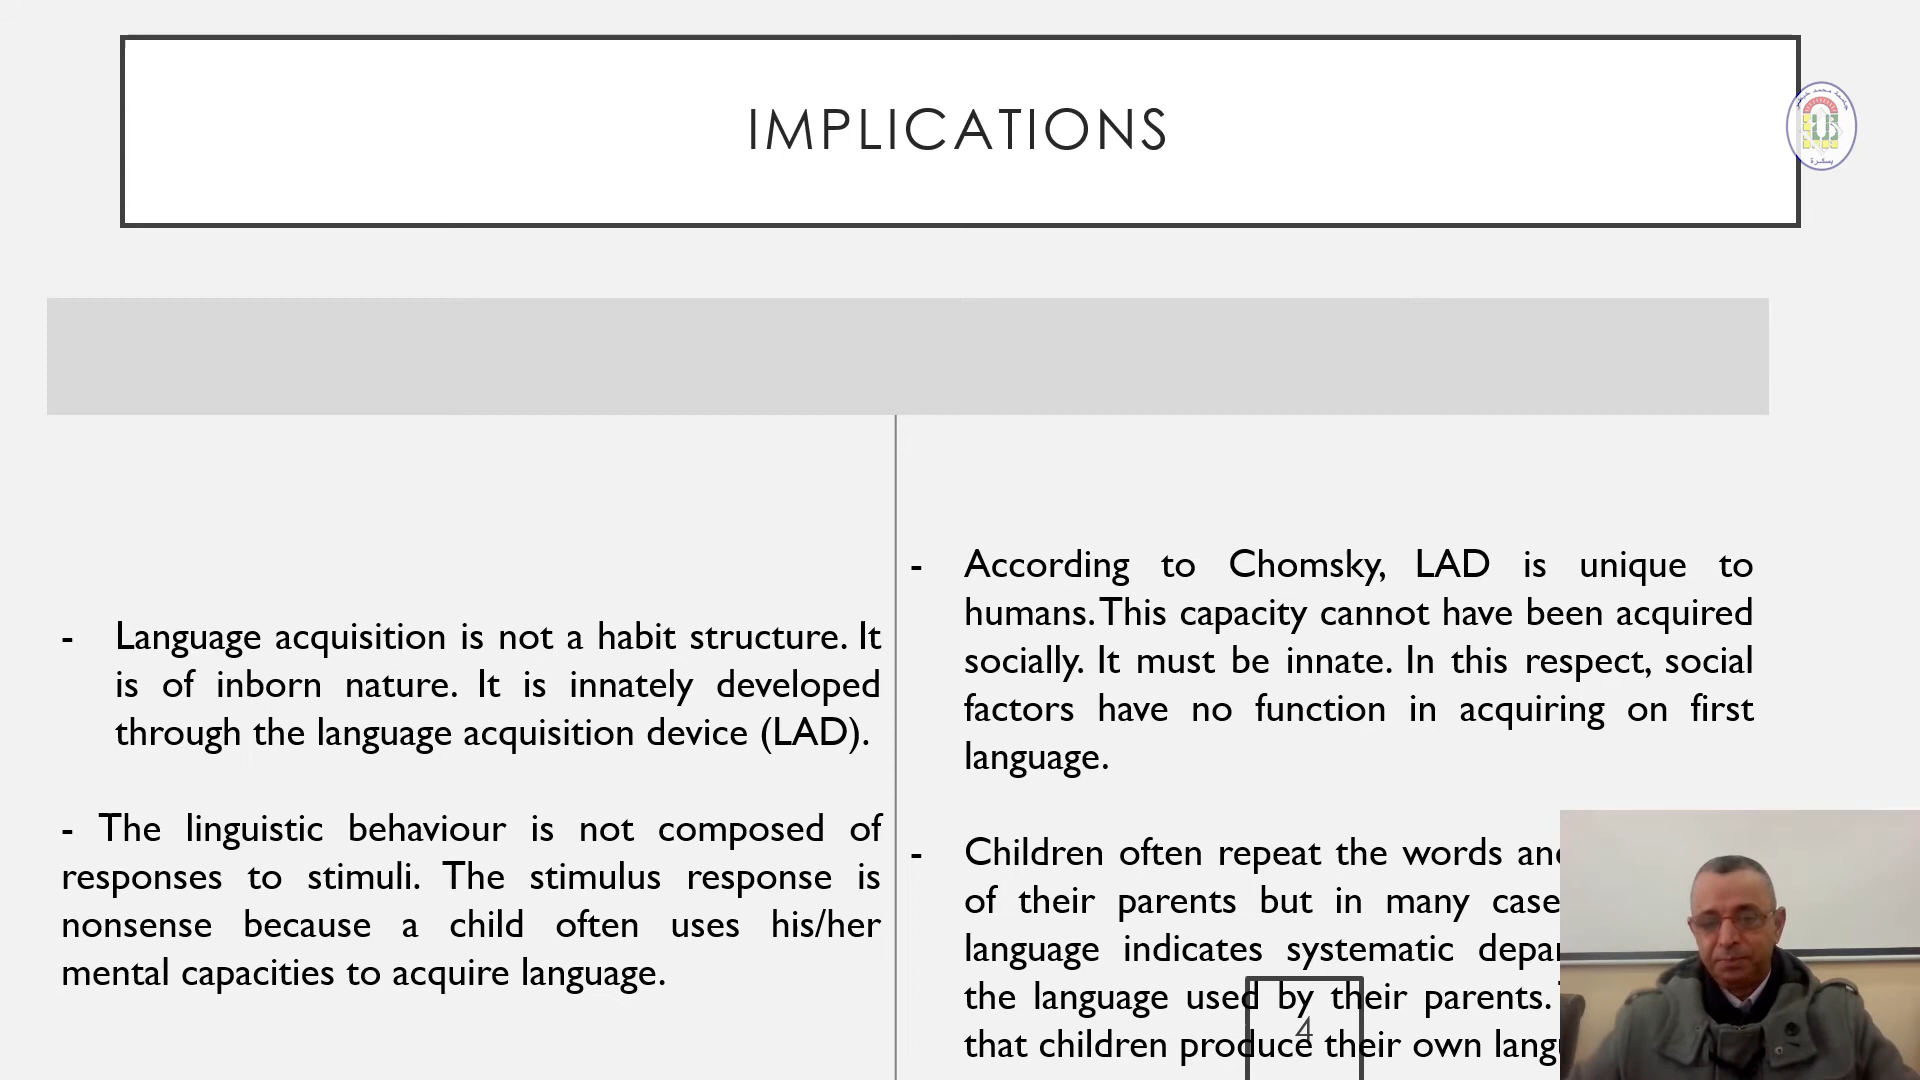 IMPLICATIONS
- Language acquisition is not a habit structure. It
is of inborn nature. It is innately developed
through the language acquisition device (LAD).
- The linguistic behaviour is not composed of
responses to stimuli. The stimulus response is
nonsense because a child often uses his/her
mental capacities to acquire language.
- According to Chomsky, LAD is unique to
humans. This capacity cannot have been acquired
socially. It must be innate. In this respect, social
factors have no function in acquiring on first
language.
- Children often repeat the words
of their parents but in many
language indicates systematic
the language used by their parents.
that children produce their own
4
بسكرة